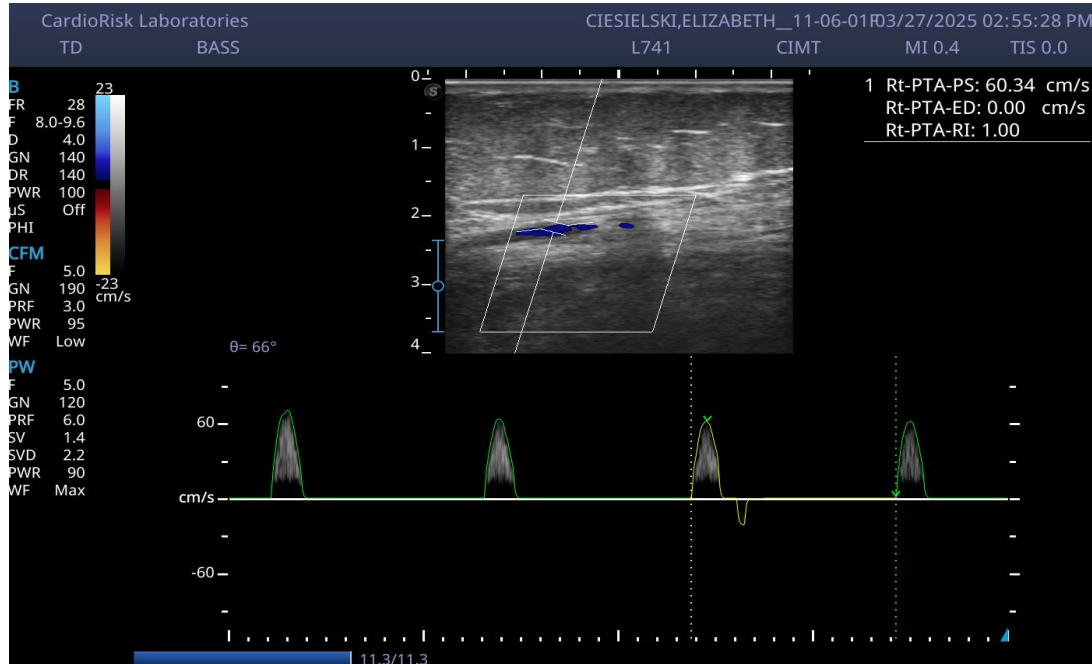 CardioRisk Laboratories CIESIELSKI,ELIZABETH__11-06-01F03/27/2025 02:55:28 PM
TD BASS L741 CIMT MI 0.4 TIS 0.0
B
FR 28
F 8.0-9.6
D 4.0
GN 140
DR 140
PWR 100
µS Off
PHI
CFM
F 5.0
GN 190
PRF 3.0
PWR 95
WF Low
PW
F 5.0
GN 120
PRF 6.0
SV 1.4
SVD 2.2
PWR 90
WF Max
23
-23
cm/s
0
S
1
2
3
4
1 Rt-PTA-PS: 60.34 cm/s
Rt-PTA-ED: 0.00 cm/s
Rt-PTA-RI: 1.00
θ= 66°
60
cm/s
-60
11.3/11.3